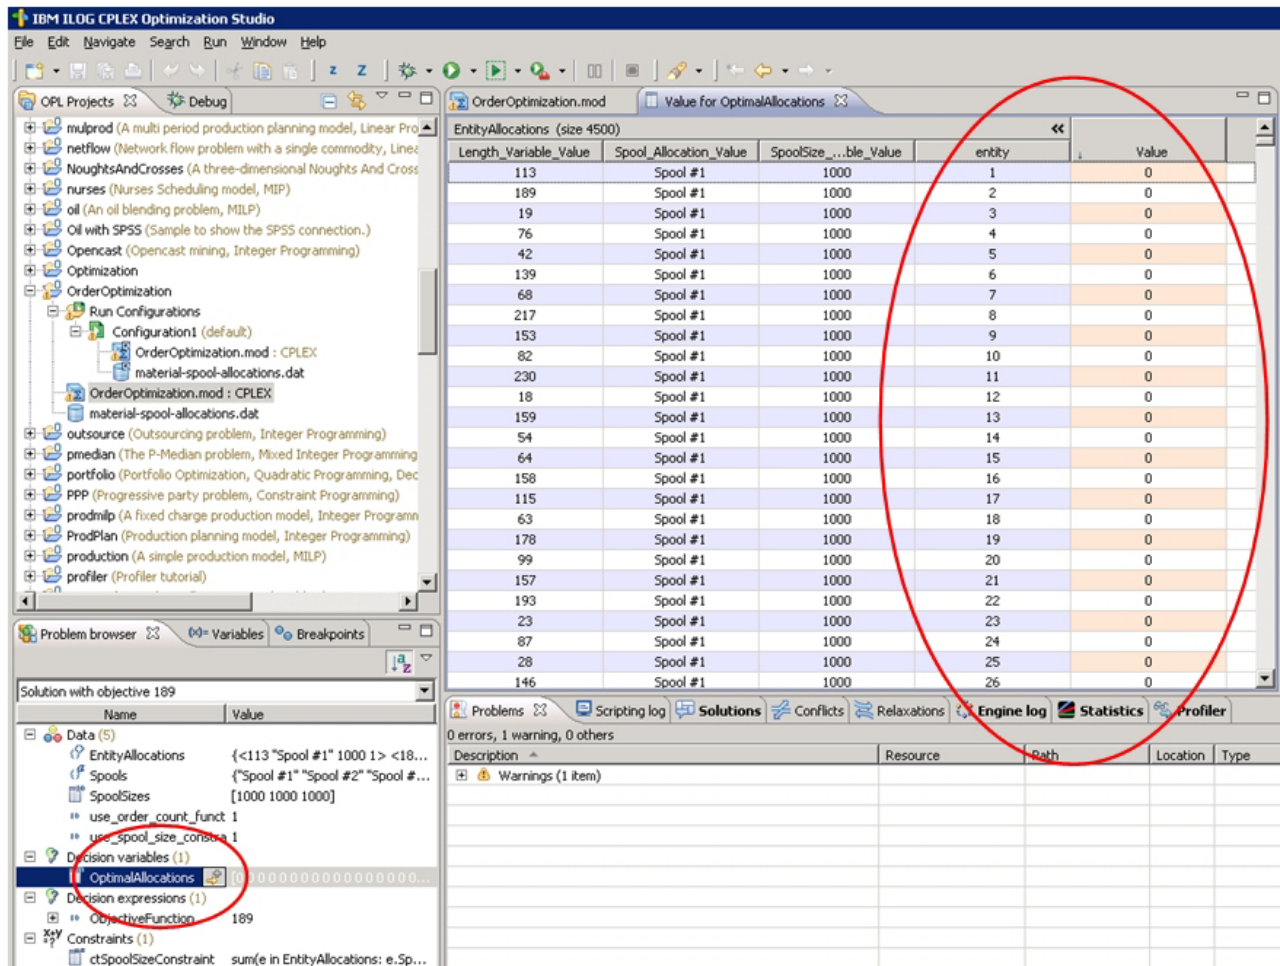 IBM ILOG CPLEX Optimization Studio
File Edit Navigate Search Run Window Help
OPL Projects Debug
mulprod (A multi period production planning model, Linear Pro
netflow (Network flow problem with a single commodity, Linea
NoughtsAndCrosses (A three-dimensional Noughts And Cross
nurses (Nurses Scheduling model, MIP)
oil (An oil blending problem, MILP)
Oil with SPSS (Sample to show the SPSS connection.)
Opencast (Opencast mining, Integer Programming)
Optimization
OrderOptimization
Run Configurations
Configuration1 (default)
OrderOptimization.mod : CPLEX
material-spool-allocations.dat
OrderOptimization.mod : CPLEX
material-spool-allocations.dat
outsource (Outsourcing problem, Integer Programming)
pmedian (The P-Median problem, Mixed Integer Programming
portfolio (Portfolio Optimization, Quadratic Programming, Dec
PPP (Progressive party problem, Constraint Programming)
prodmilp (A fixed charge production model, Integer Programm
ProdPlan (Production planning model, Integer Programming)
production (A simple production model, MILP)
profiler (Profiler tutorial)
OrderOptimization.mod Value for OptimalAllocations
EntityAllocations (size 4500)
Length_Variable_Value Spool_Allocation_Value SpoolSize_...ble_Value entity Value
113 Spool #1 1000 1 0
189 Spool #1 1000 2 0
19 Spool #1 1000 3 0
76 Spool #1 1000 4 0
42 Spool #1 1000 5 0
139 Spool #1 1000 6 0
68 Spool #1 1000 7 0
217 Spool #1 1000 8 0
153 Spool #1 1000 9 0
82 Spool #1 1000 10 0
230 Spool #1 1000 11 0
18 Spool #1 1000 12 0
159 Spool #1 1000 13 0
54 Spool #1 1000 14 0
64 Spool #1 1000 15 0
158 Spool #1 1000 16 0
115 Spool #1 1000 17 0
63 Spool #1 1000 18 0
178 Spool #1 1000 19 0
99 Spool #1 1000 20 0
157 Spool #1 1000 21 0
193 Spool #1 1000 22 0
23 Spool #1 1000 23 0
87 Spool #1 1000 24 0
28 Spool #1 1000 25 0
146 Spool #1 1000 26 0
Problem browser (x)= Variables Breakpoints
Solution with objective 189
Name Value
Data (5)
EntityAllocations {<113 "Spool #1" 1000 1> <18...
Spools {"Spool #1" "Spool #2" "Spool #...
SpoolSizes [1000 1000 1000]
use_order_count_funct 1
use_spool_size_constra 1
Decision variables (1)
OptimalAllocations [0 0 0 0 0 0 0 0 0 0 0 0 0 0 0 0 0...
Decision expressions (1)
ObjectiveFunction 189
Constraints (1)
ctSpoolSizeConstraint sum(e in EntityAllocations: e.Sp...
Problems Scripting log Solutions Conflicts Relaxations Engine log Statistics Profiler
0 errors, 1 warning, 0 others
Description Resource Path Location Type
Warnings (1 item)